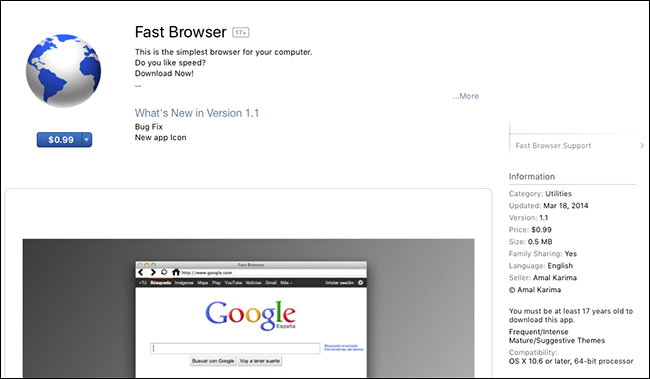 Fast Browser 17+
This is the simplest browser for your computer.
Do you like speed?
Download Now!
...
...More
$0.99
What's New in Version 1.1
Bug Fix
New app Icon
Fast Browser Support
Information
Category: Utilities
Updated: Mar 18, 2014
Version: 1.1
Price: $0.99
Size: 0.5 MB
Family Sharing: Yes
Language: English
Seller: Amal Karima
© Amal Karima
You must be at least 17 years old to
download this app.
Frequent/Intense
Mature/Suggestive Themes
Compatibility:
OS X 10.6 or later, 64-bit processor
Fast Browser
http://www.google.com
+Tú Búsqueda Imágenes Maps Play YouTube Noticias Gmail Más Iniciar sesión
Google
España
Búsqueda avanzada
Herramientas del idioma
Buscar con Google Voy a tener suerte